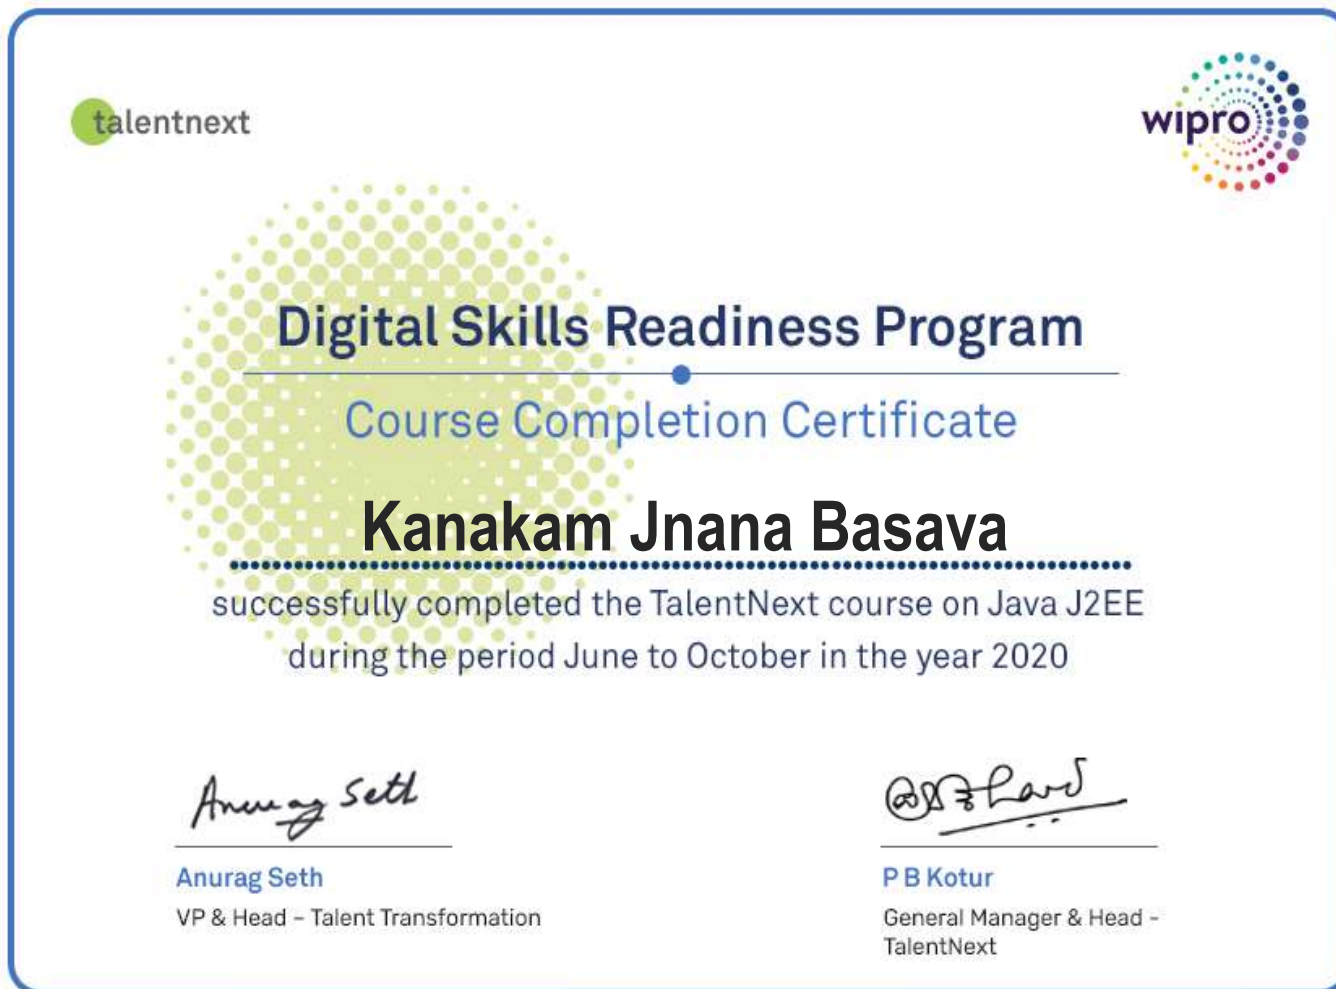 talentnext
wipro
Digital Skills Readiness Program
Course Completion Certificate
Kanakam Jnana Basava
successfully completed the TalentNext course on Java J2EE
during the period June to October in the year 2020
Anurag Seth
Anurag Seth
P B Kotur
VP & Head – Talent Transformation
General Manager & Head -
TalentNext